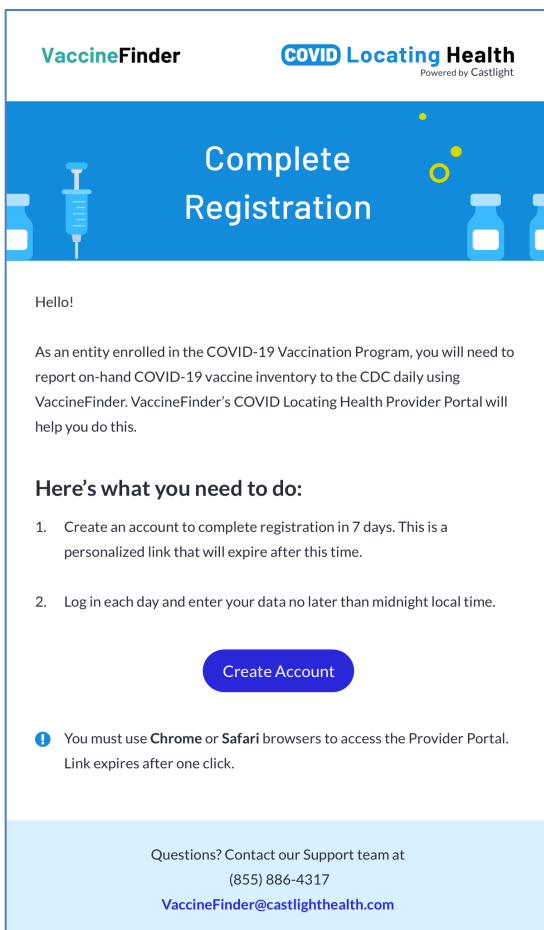 VaccineFinder
COVID Locating Health
Powered by Castlight
Complete
Registration
Hello!
As an entity enrolled in the COVID-19 Vaccination Program, you will need to
report on-hand COVID-19 vaccine inventory to the CDC daily using
VaccineFinder. VaccineFinder’s COVID Locating Health Provider Portal will
help you do this.
Here’s what you need to do:
1. Create an account to complete registration in 7 days. This is a
personalized link that will expire after this time.
2. Log in each day and enter your data no later than midnight local time.
Create Account
! You must use Chrome or Safari browsers to access the Provider Portal.
Link expires after one click.
Questions? Contact our Support team at
(855) 886-4317
VaccineFinder@castlighthealth.com